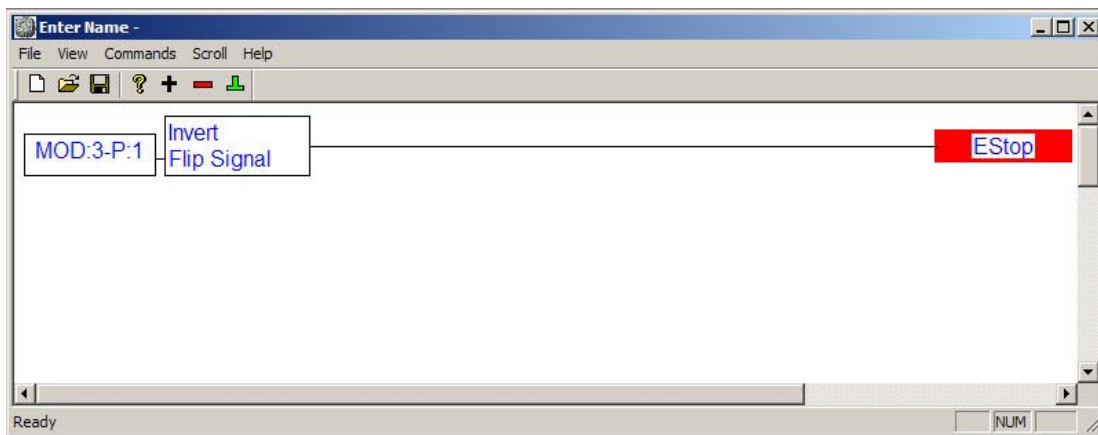 Enter Name -
File View Commands Scroll Help
MOD:3-P:1
Invert
Flip Signal
EStop
Ready
NUM